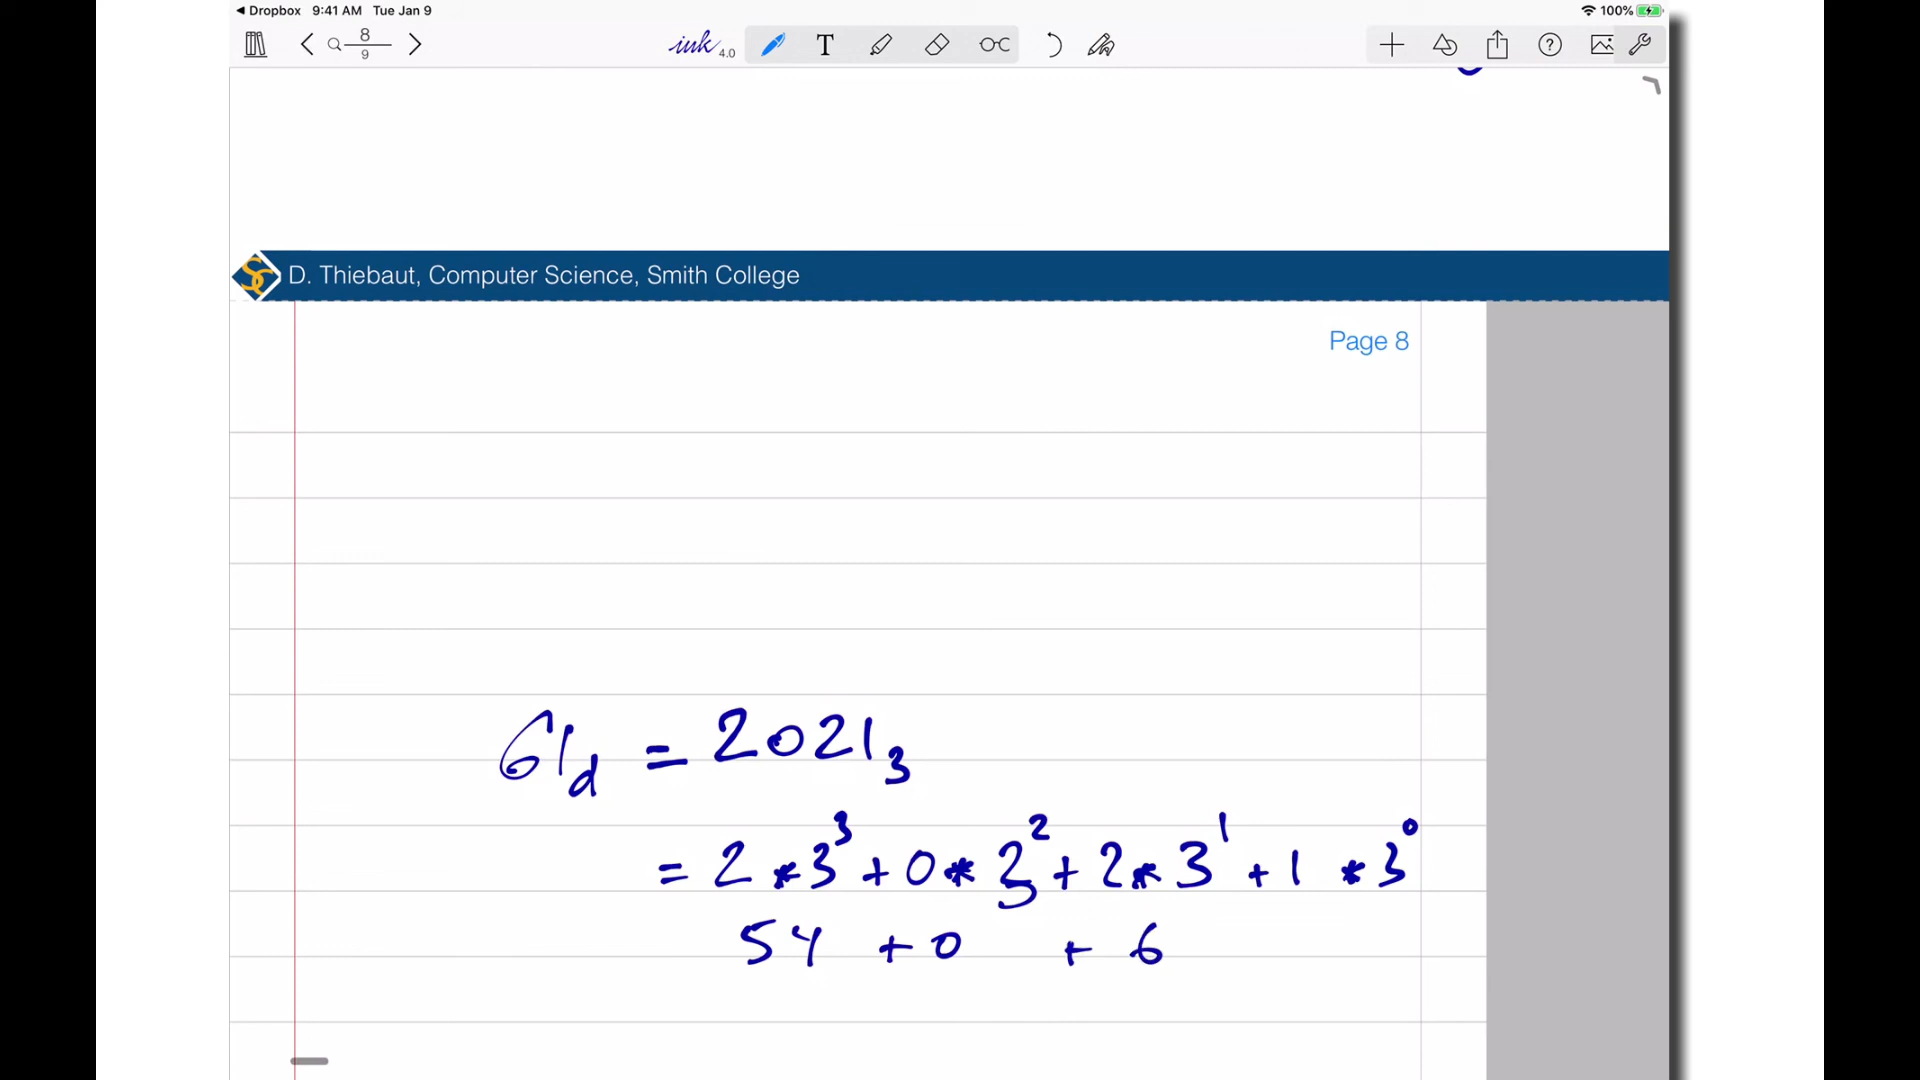 Dropbox 9:41 AM Tue Jan 9 100%
8
9
ink 4.0 T ?
D. Thiebaut, Computer Science, Smith College
Page 8
61d = 2021₃
= 2 * 3³ + 0 * 3² + 2 * 3¹ + 1 * 3⁰
54 + 0 + 6